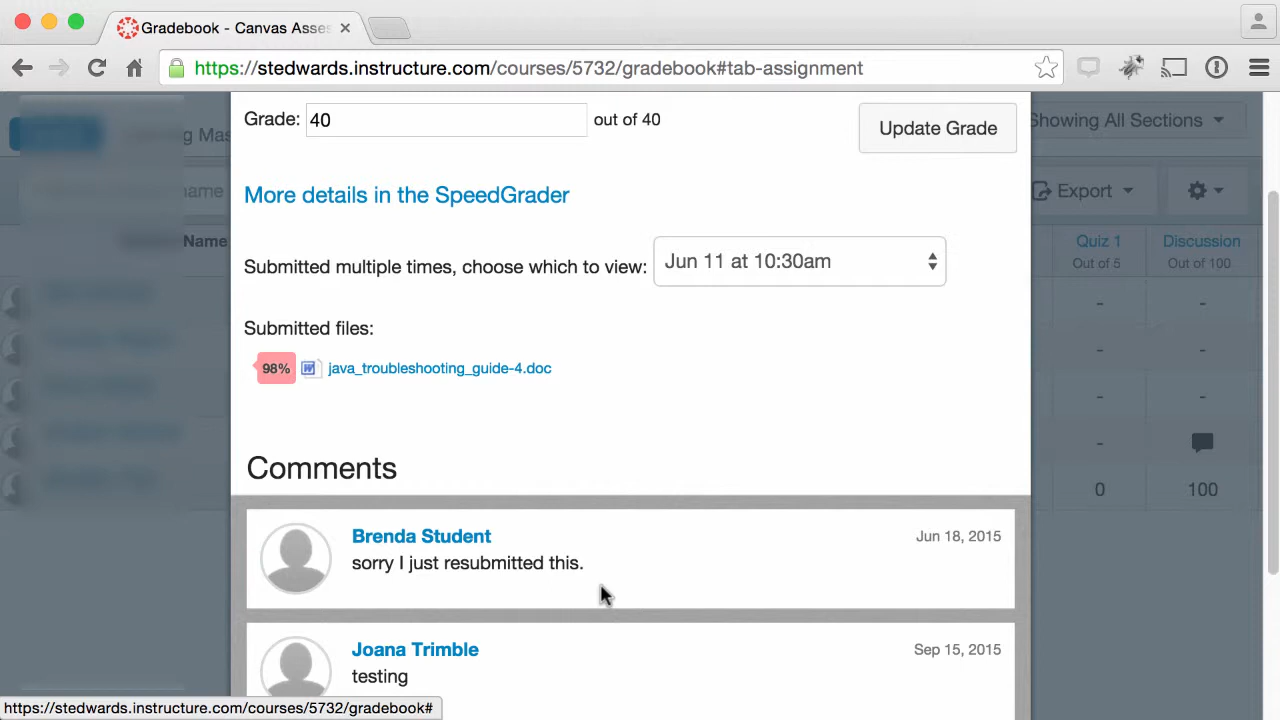 Gradebook - Canvas Asse
https://stedwards.instructure.com/courses/5732/gradebook#tab-assignment
Grade: 40 out of 40
Update Grade
Showing All Sections
More details in the SpeedGrader
name
Export
Name
Quiz 1
Out of 5
Discussion
Out of 100
Submitted multiple times, choose which to view: Jun 11 at 10:30am
-
-
Submitted files:
-
-
98% java_troubleshooting_guide-4.doc
-
-
-
Comments
0
100
Brenda Student
Jun 18, 2015
sorry I just resubmitted this.
Joana Trimble
Sep 15, 2015
testing
https://stedwards.instructure.com/courses/5732/gradebook#